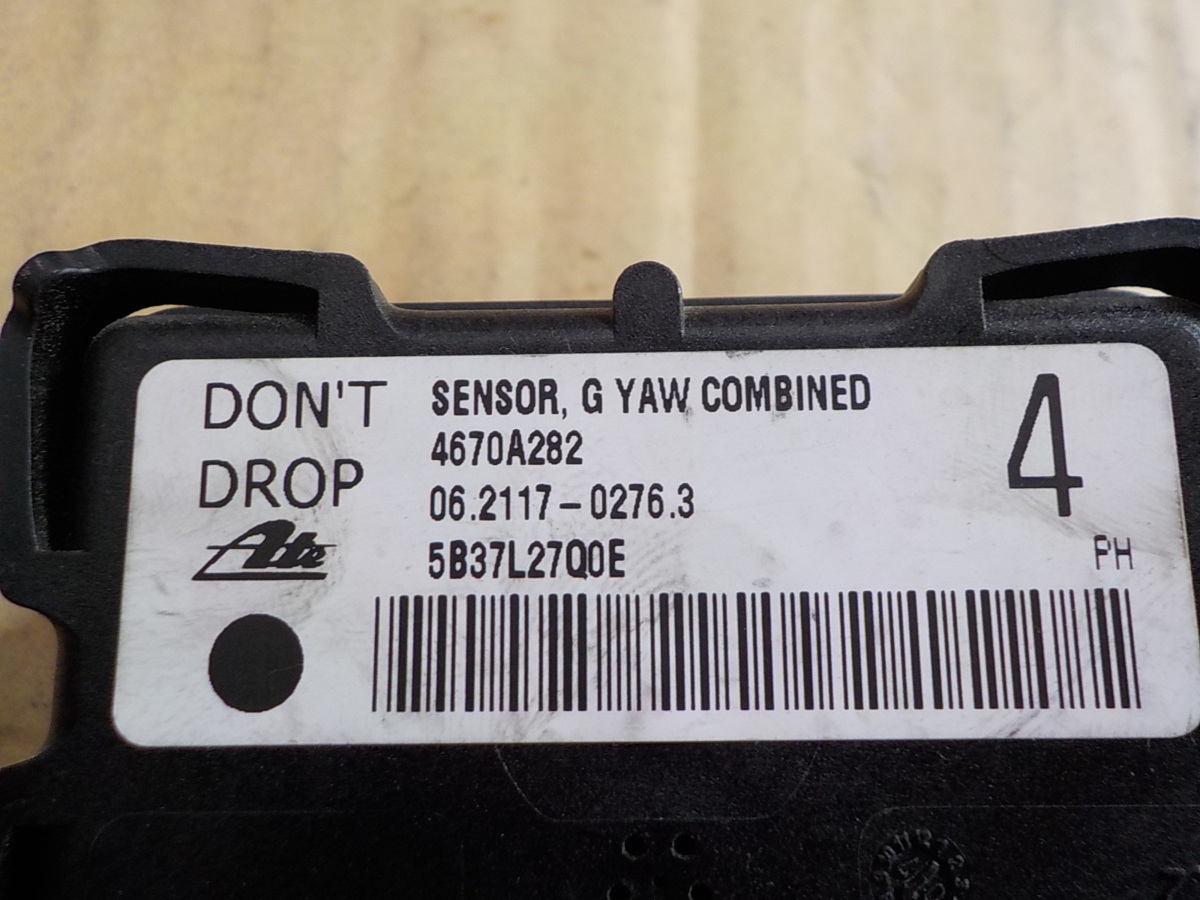 DON'T
DROP
Ate
SENSOR, G YAW COMBINED
4670A282
06.2117-0276.3
5B37L27Q0E
4
PH